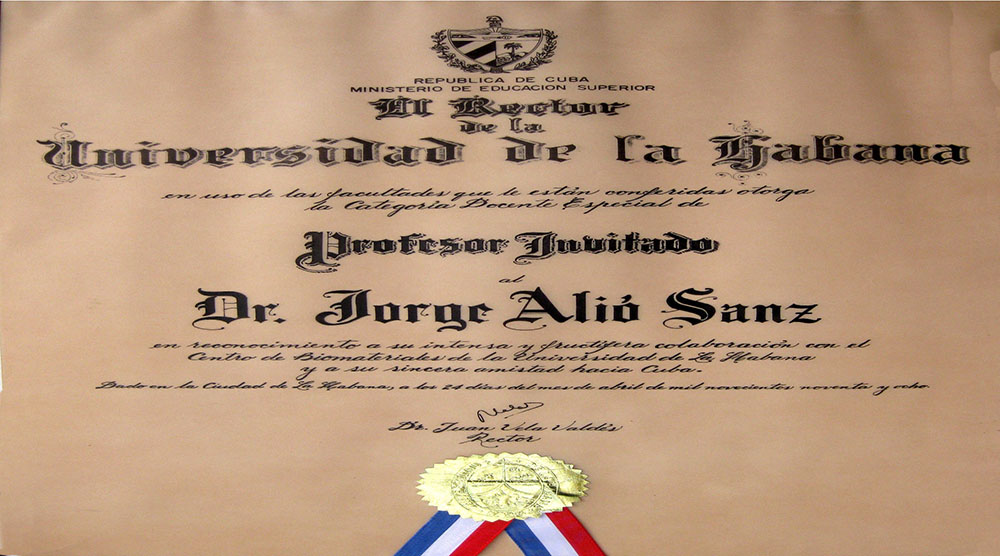 REPUBLICA DE CUBA
MINISTERIO DE EDUCACION SUPERIOR
El Rector
de la
Universidad de la Habana
en uso de las facultades que le están conferidas otorga
la Categoría Docente Especial de
Profesor Invitado
al
Dr. Jorge Alió Sanz
en reconocimiento a su intensa y fructífera colaboración con el
Centro de Biomateriales de la Universidad de La Habana
y a su sincera amistad hacia Cuba.
Dado en la Ciudad de La Habana, a los 24 días del mes de abril de mil novecientos noventa y ocho.
Dr. Juan Vela Valdés
Rector